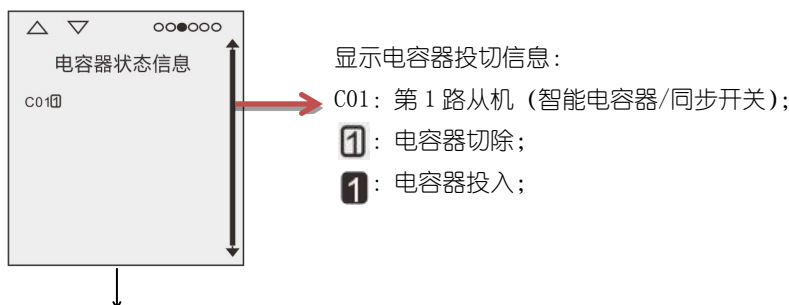 电容器状态信息
C01 1
显示电容器投切信息：
C01：第1路从机（智能电容器/同步开关）；
1：电容器切除；
1：电容器投入；